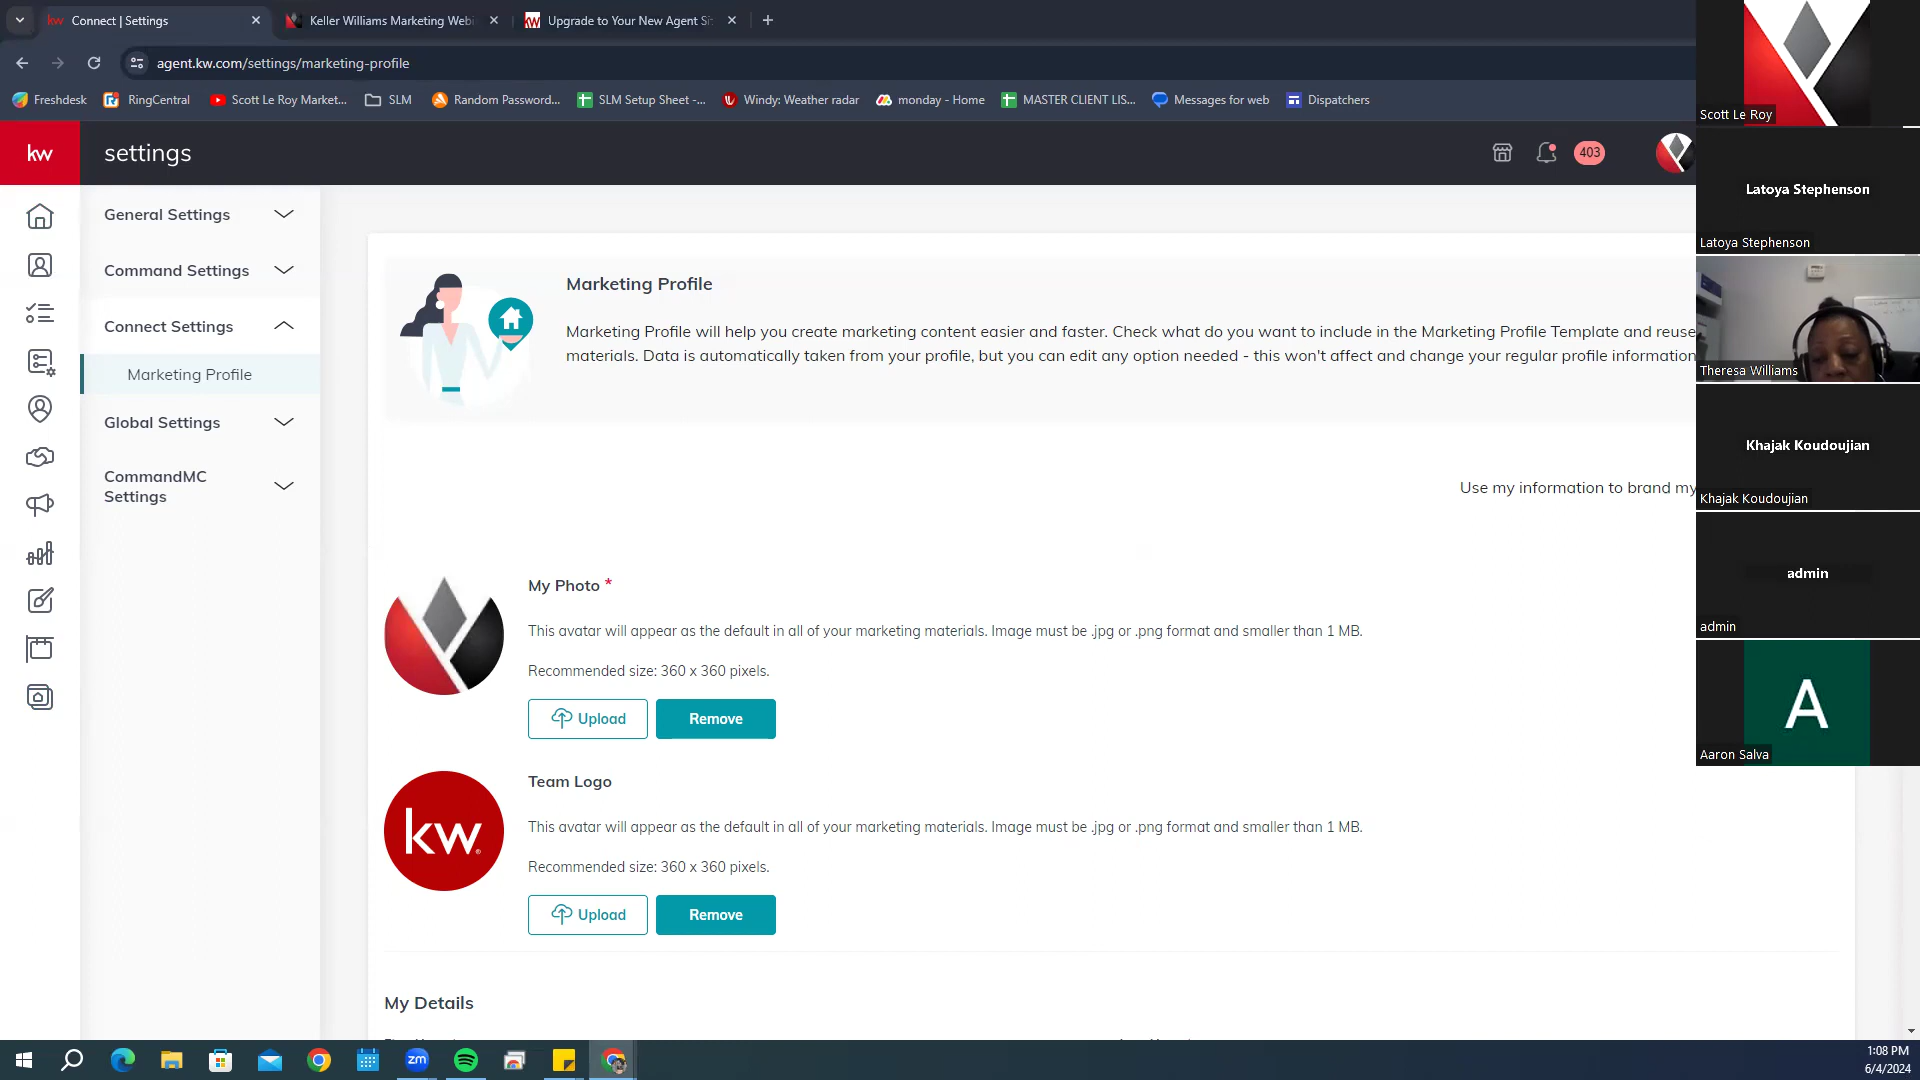 kw Connect | Settings
Keller Williams Marketing Webi
kw Upgrade to Your New Agent Si
agent.kw.com/settings/marketing-profile
Freshdesk
RingCentral
Scott Le Roy Market...
SLM
Random Password...
SLM Setup Sheet -...
Windy: Weather radar
monday - Home
MASTER CLIENT LIS...
Messages for web
Dispatchers
kw
settings
403
General Settings
Command Settings
Connect Settings
Marketing Profile
Global Settings
CommandMC
Settings
Marketing Profile
Marketing Profile will help you create marketing content easier and faster. Check what do you want to include in the Marketing Profile Template and reuse
materials. Data is automatically taken from your profile, but you can edit any option needed - this won't affect and change your regular profile information
Use my information to brand my
My Photo *
This avatar will appear as the default in all of your marketing materials. Image must be .jpg or .png format and smaller than 1 MB.
Recommended size: 360 x 360 pixels.
Upload
Remove
kw
Team Logo
This avatar will appear as the default in all of your marketing materials. Image must be .jpg or .png format and smaller than 1 MB.
Recommended size: 360 x 360 pixels.
Upload
Remove
My Details
Scott Le Roy
Latoya Stephenson
Latoya Stephenson
Theresa Williams
Khajak Koudoujian
Khajak Koudoujian
admin
admin
A
Aaron Salva
zm
1:08 PM
6/4/2024